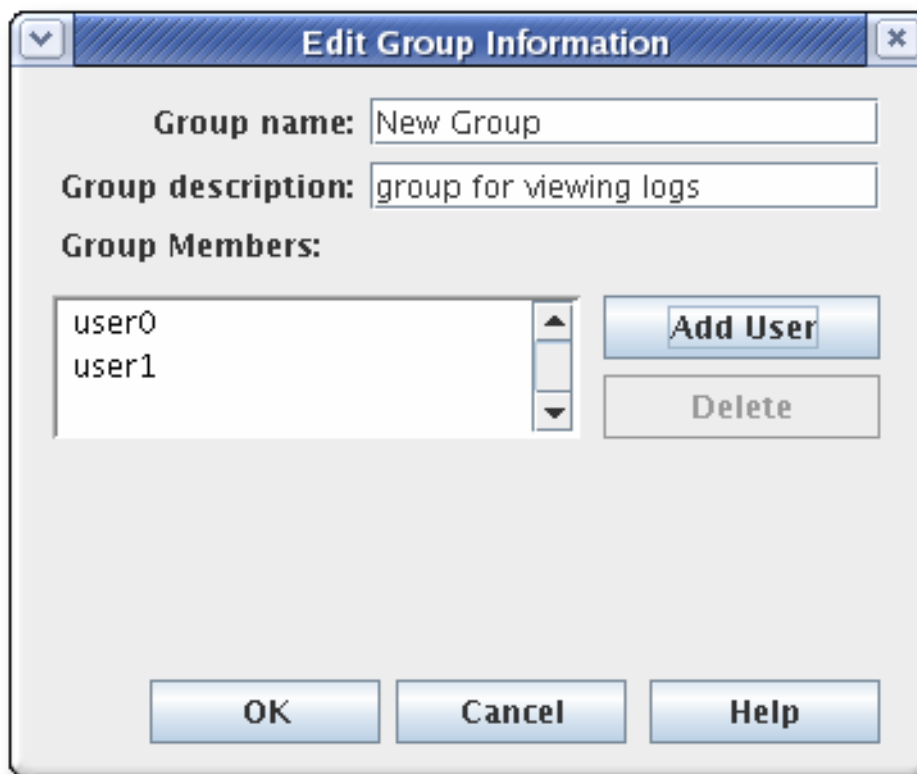 Edit Group Information
Group name: New Group
Group description: group for viewing logs
Group Members:
user0
Add User
user1
Delete
OK Cancel Help